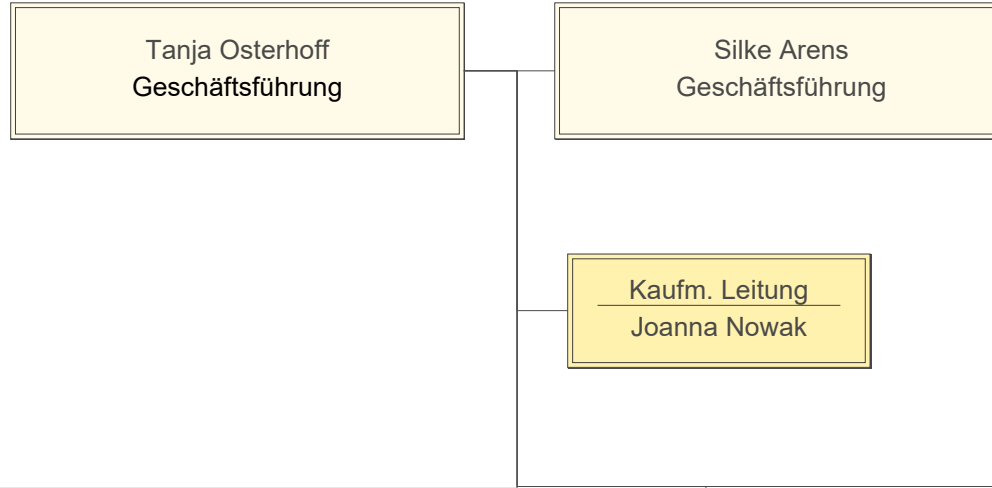 Tanja Osterhoff
Geschäftsführung
Silke Arens
Geschäftsführung
Kaufm. Leitung
Joanna Nowak